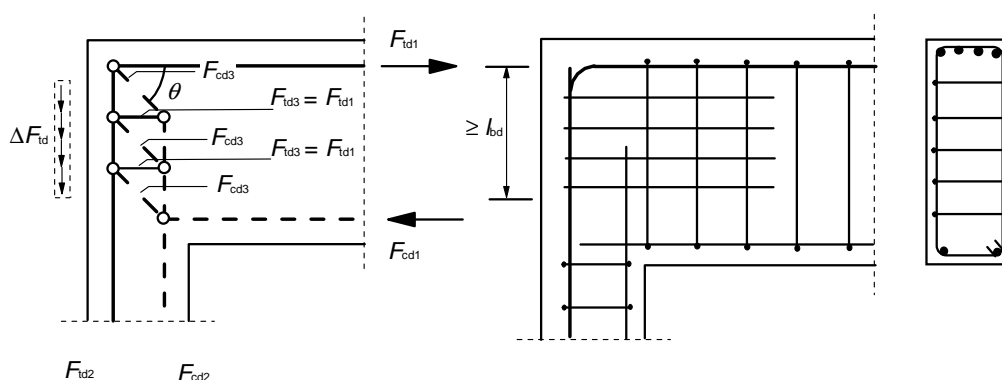 F_td1
F_cd3
θ
F_td3 = F_td1
ΔF_td
F_cd3
F_td3 = F_td1
F_cd3
F_cd1
F_td2
F_cd2
≥ l_bd